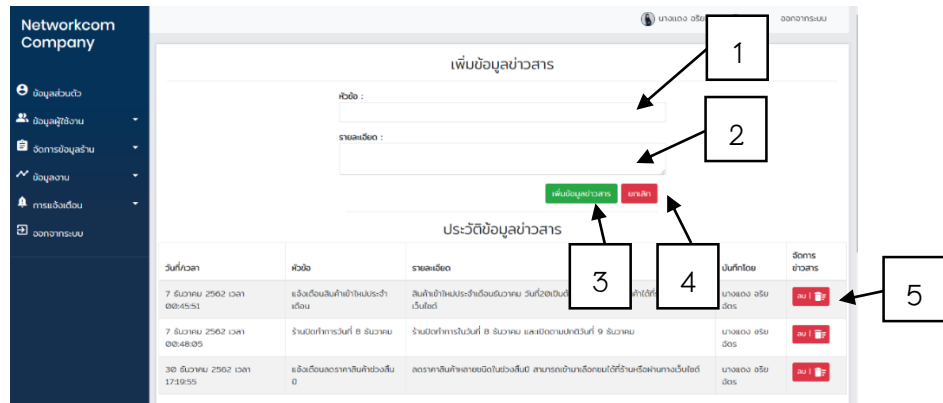 Networkcom
Company
นางแดง อริย
ออกจากระบบ
ข้อมูลส่วนตัว
ข้อมูลผู้ใช้งาน
จัดการข้อมูลร้าน
ข้อมูลงาน
การแจ้งเตือน
ออกจากระบบ
เพิ่มข้อมูลข่าวสาร
1
หัวข้อ :
รายละเอียด :
2
เพิ่มข้อมูลข่าวสาร ยกเลิก
ประวัติข้อมูลข่าวสาร
3
4
5
วันที่/เวลา หัวข้อ รายละเอียด บันทึกโดย จัดการ
ข่าวสาร
7 ธันวาคม 2562 เวลา แจ้งเตือนสินค้าเข้าใหม่ประจำ สินค้าเข้าใหม่ประจำเดือนธันวาคม วันที่20เป็นต้ นางแดง อริย ลบ |
00:45:51 เดือน เว็บไซต์ ฉัตร
7 ธันวาคม 2562 เวลา ร้านปิดทำการวันที่ 8 ธันวาคม ร้านปิดทำการในวันที่ 8 ธันวาคม และเปิดตามปกติวันที่ 9 ธันวาคม นางแดง อริย ลบ |
00:48:05 ฉัตร
30 ธันวาคม 2562 เวลา แจ้งเตือนลดราคาสินค้าช่วงสิ้น ลดราคาสินค้าหลายชนิดในช่วงสิ้นปี สามารถเข้ามาเลือกชมได้ที่ร้านหรือผ่านทางเว็บไซต์ นางแดง อริย ลบ |
17:19:55 ปี ฉัตร